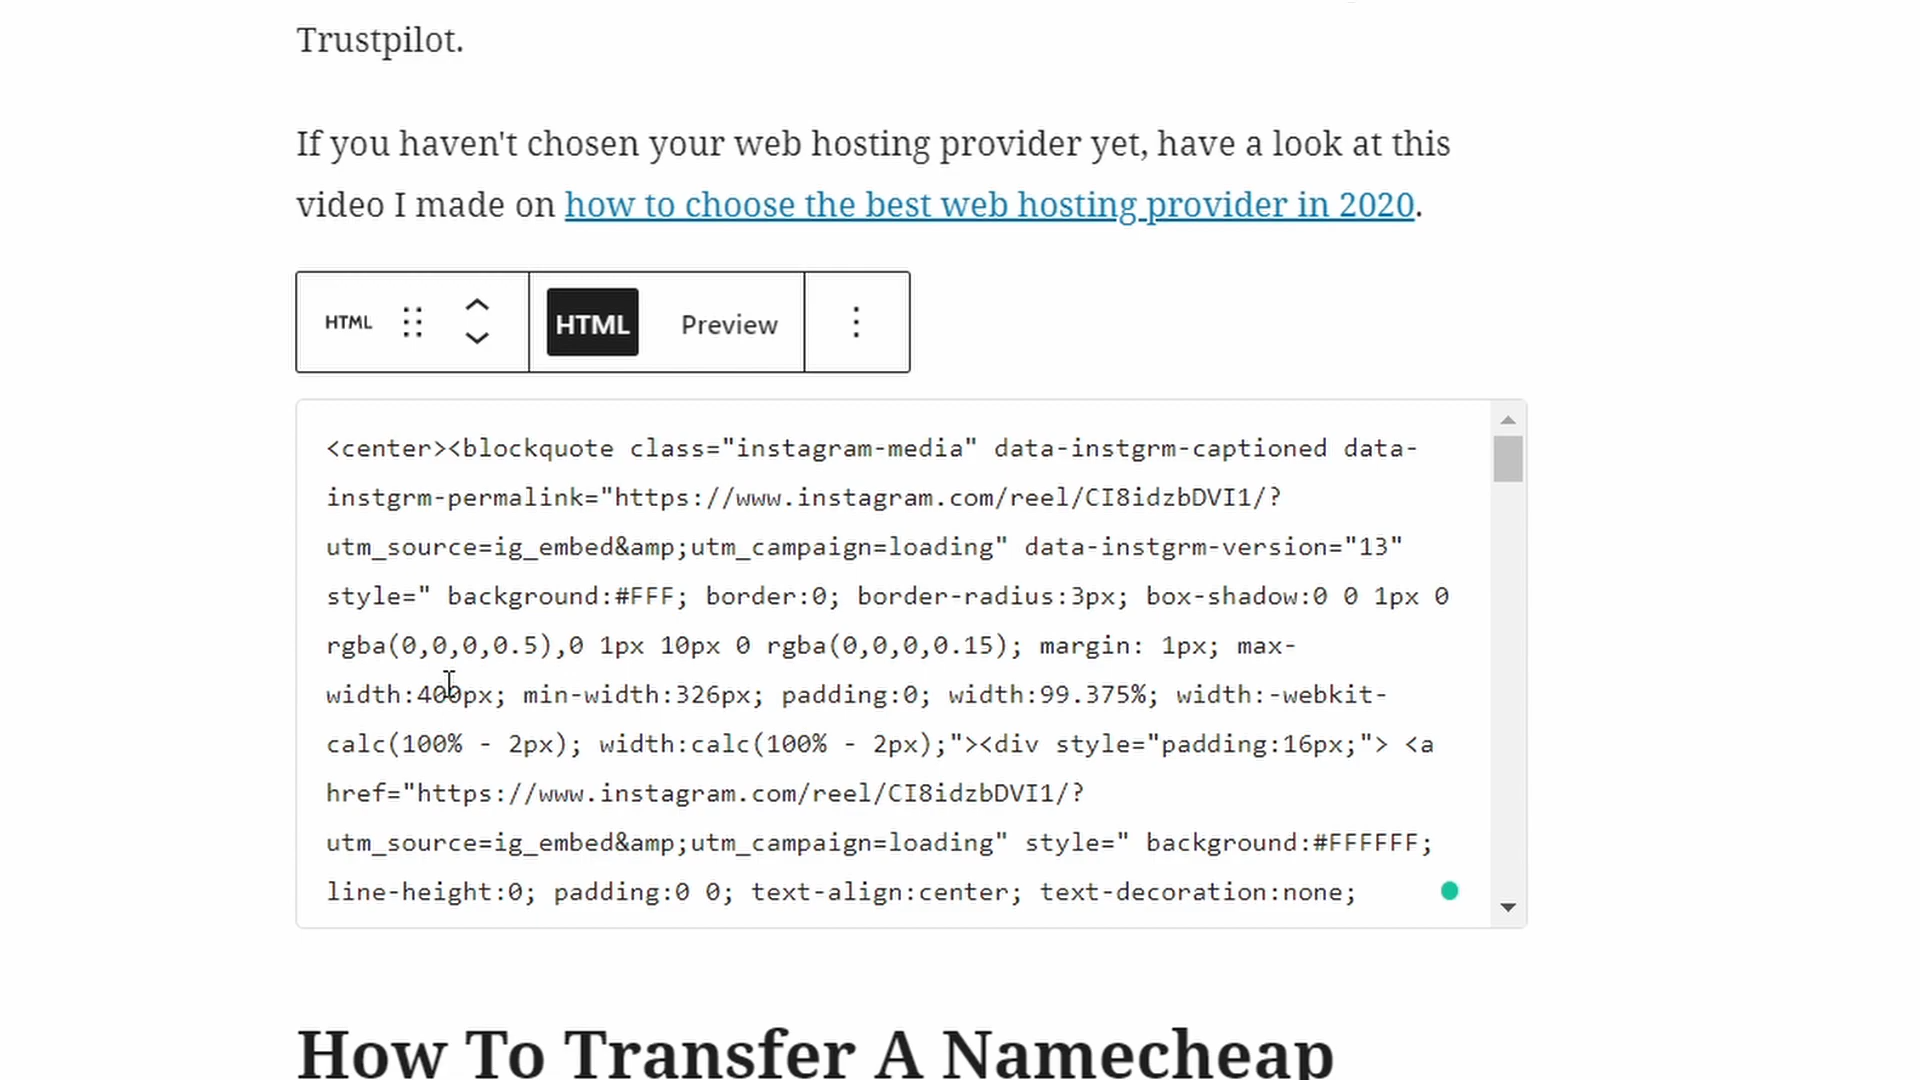 Trustpilot.
If you haven't chosen your web hosting provider yet, have a look at this
video I made on how to choose the best web hosting provider in 2020.
HTML HTML Preview
<center><blockquote class="instagram-media" data-instgrm-captioned data-
instgrm-permalink="https://www.instagram.com/reel/CI8idzbDVI1/?
utm_source=ig_embed&amp;utm_campaign=loading" data-instgrm-version="13"
style=" background:#FFF; border:0; border-radius:3px; box-shadow:0 0 1px 0
rgba(0,0,0,0.5),0 1px 10px 0 rgba(0,0,0,0.15); margin: 1px; max-
width:400px; min-width:326px; padding:0; width:99.375%; width:-webkit-
calc(100% - 2px); width:calc(100% - 2px);"><div style="padding:16px;"> <a
href="https://www.instagram.com/reel/CI8idzbDVI1/?
utm_source=ig_embed&amp;utm_campaign=loading" style=" background:#FFFFFF;
line-height:0; padding:0 0; text-align:center; text-decoration:none;
How To Transfer A Namecheap